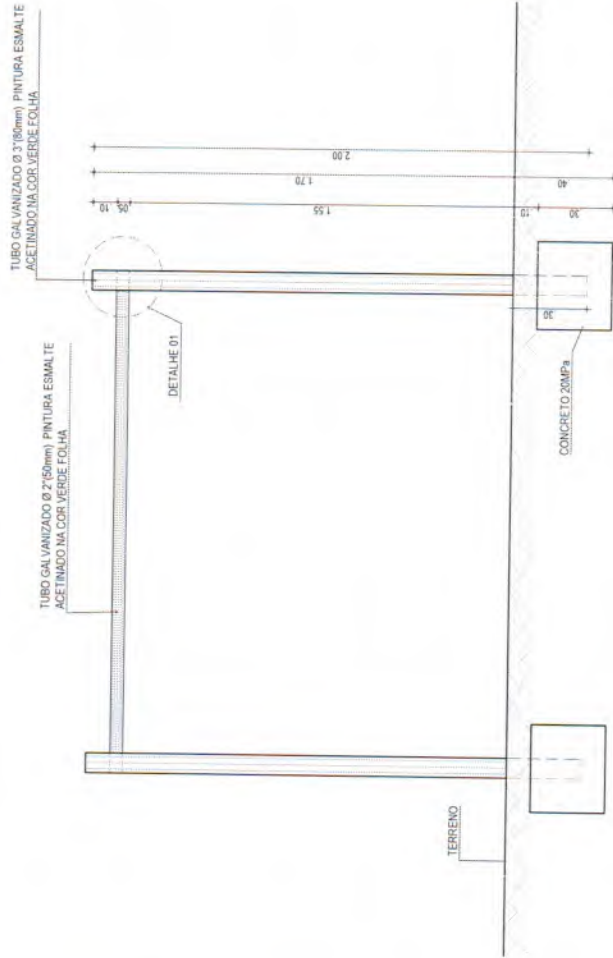 TUBO GALVANIZADO Ø 3"(80mm) PINTURA ESMALTE
ACETINADO NA COR VERDE FOLHA
TUBO GALVANIZADO Ø 2"(50mm) PINTURA ESMALTE
ACETINADO NA COR VERDE FOLHA
DETALHE 01
10
.05
1.55
10
30
1.70
40
2.00
30
CONCRETO 20MPa
TERRENO